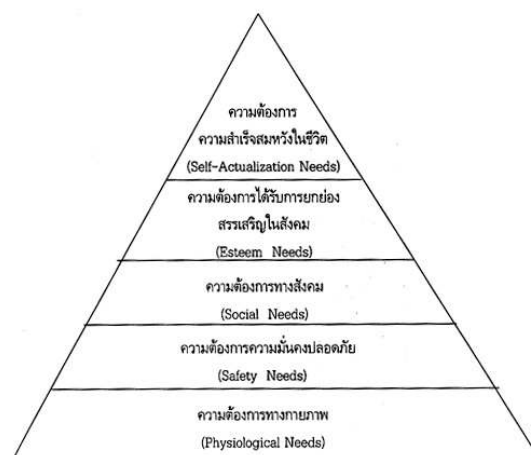 ความต้องการ
ความสำเร็จสมหวังในชีวิต
(Self-Actualization Needs)
ความต้องการได้รับการยกย่อง
สรรเสริญในสังคม
(Esteem Needs)
ความต้องการทางสังคม
(Social Needs)
ความต้องการความมั่นคงปลอดภัย
(Safety Needs)
ความต้องการทางกายภาพ
(Physiological Needs)